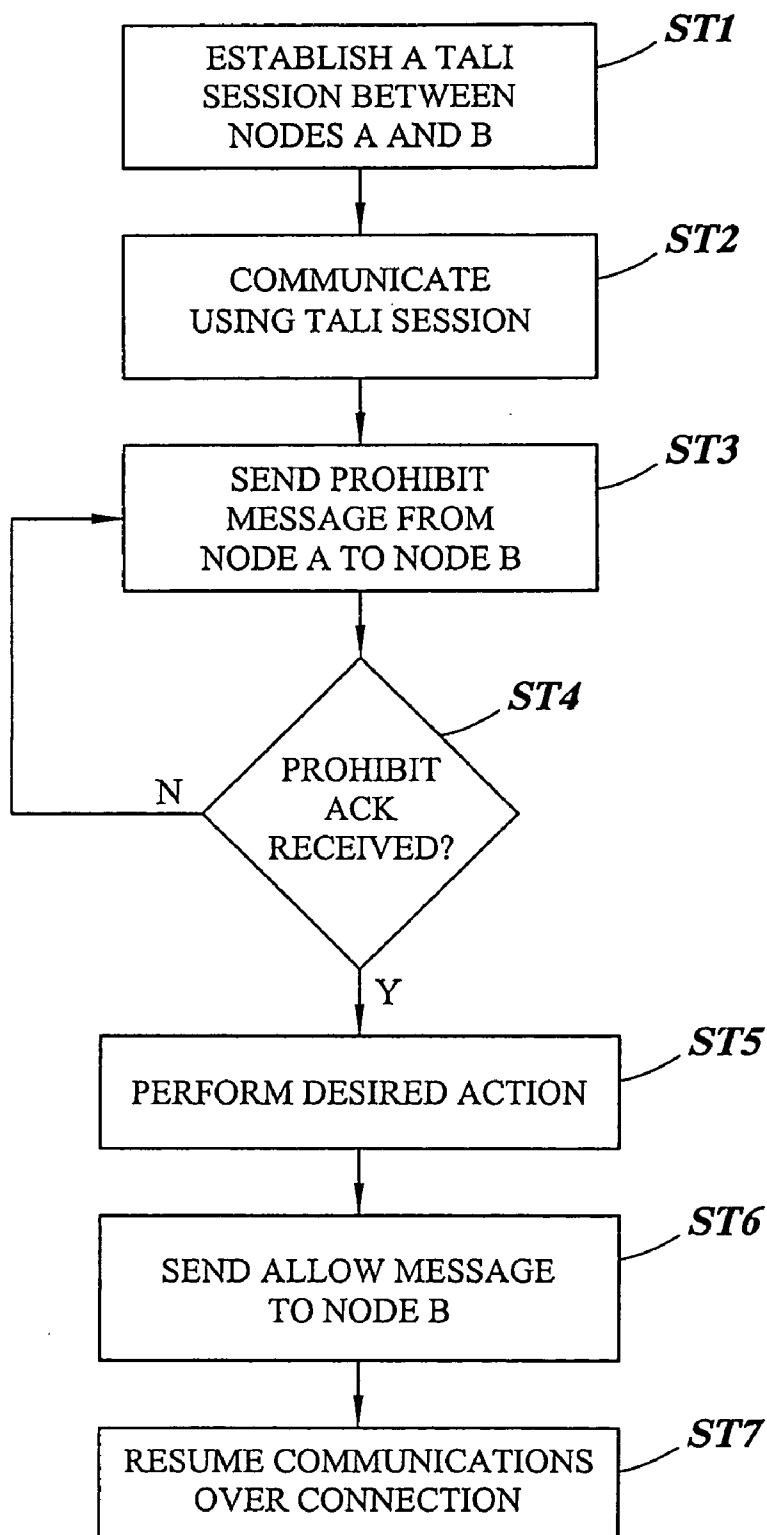 ST1
ESTABLISH A TALI
SESSION BETWEEN
NODES A AND B
ST2
COMMUNICATE
USING TALI SESSION
ST3
SEND PROHIBIT
MESSAGE FROM
NODE A TO NODE B
ST4
PROHIBIT
ACK
RECEIVED?
N
Y
ST5
PERFORM DESIRED ACTION
ST6
SEND ALLOW MESSAGE
TO NODE B
ST7
RESUME COMMUNICATIONS
OVER CONNECTION